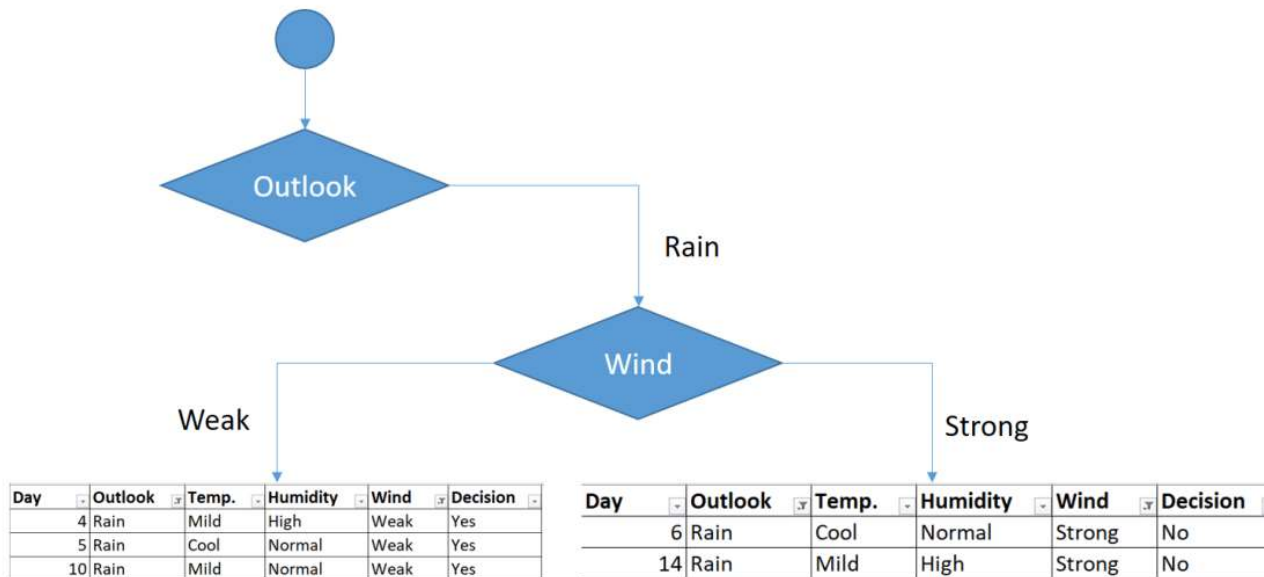 Outlook
Rain
Wind
Weak
Strong
Day Outlook Temp. Humidity Wind Decision
4 Rain Mild High Weak Yes
5 Rain Cool Normal Weak Yes
10 Rain Mild Normal Weak Yes
Day Outlook Temp. Humidity Wind Decision
6 Rain Cool Normal Strong No
14 Rain Mild High Strong No